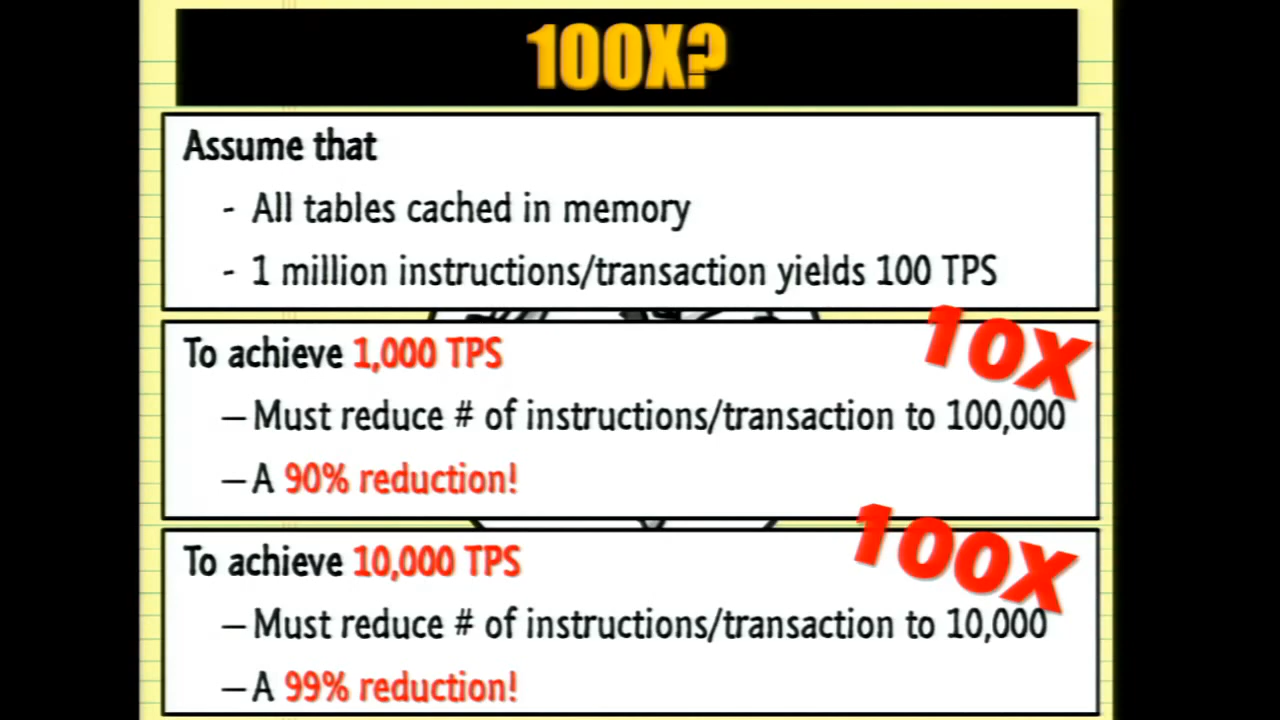 100X?
Assume that
- All tables cached in memory
- 1 million instructions/transaction yields 100 TPS
10X
To achieve 1,000 TPS
– Must reduce # of instructions/transaction to 100,000
– A 90% reduction!
100X
To achieve 10,000 TPS
– Must reduce # of instructions/transaction to 10,000
– A 99% reduction!